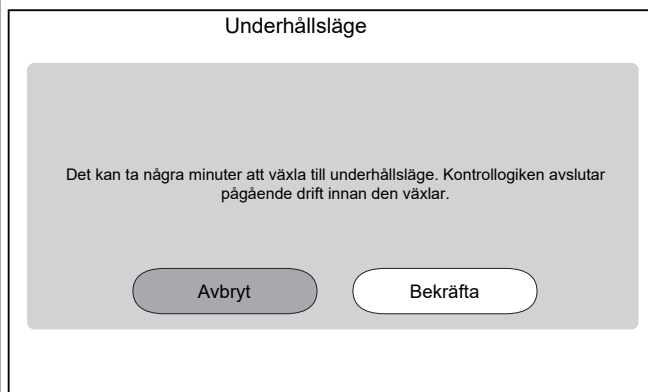 Underhållsläge
Det kan ta några minuter att växla till underhållsläge. Kontrollogiken avslutar
pågående drift innan den växlar.
Avbryt
Bekräfta